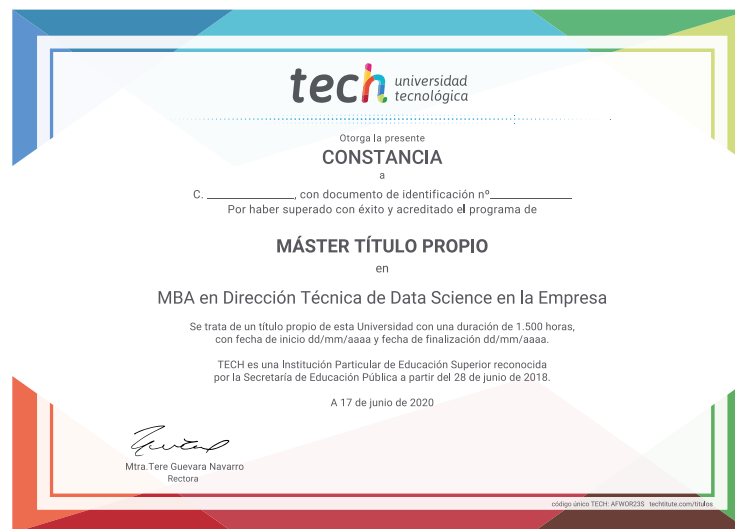 tech universidad
tecnológica
Otorga la presente
CONSTANCIA
a
C. ______________, con documento de identificación nº_____________
Por haber superado con éxito y acreditado el programa de
MÁSTER TÍTULO PROPIO
en
MBA en Dirección Técnica de Data Science en la Empresa
Se trata de un título propio de esta Universidad con una duración de 1.500 horas,
con fecha de inicio dd/mm/aaaa y fecha de finalización dd/mm/aaaa.
TECH es una Institución Particular de Educación Superior reconocida
por la Secretaría de Educación Pública a partir del 28 de junio de 2018.
A 17 de junio de 2020
Mtra.Tere Guevara Navarro
Rectora
código único TECH: AFWOR23S techtitute.com/títulos